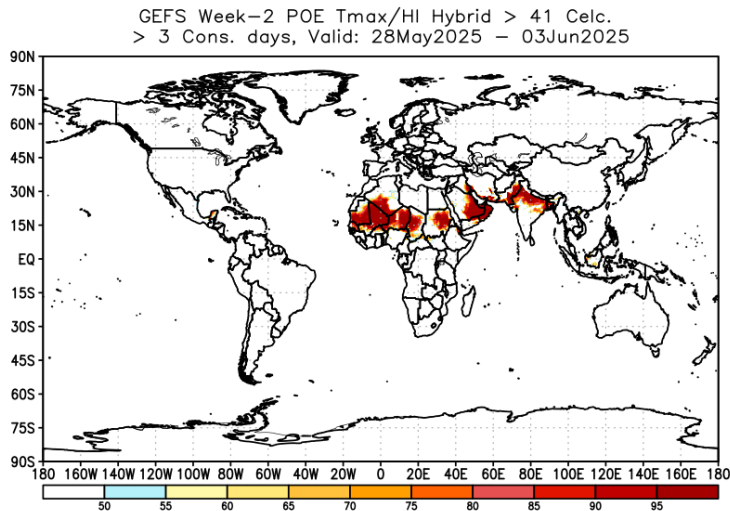 GEFS Week-2 POE Tmax/HI Hybrid > 41 Celc.
> 3 Cons. days, Valid: 28May2025 - 03Jun2025
90N
75N
60N
45N
30N
15N
EQ
15S
30S
45S
60S
75S
90S
180 160W 140W 120W 100W 80W 60W 40W 20W 0 20E 40E 60E 80E 100E 120E 140E 160E 180
50 55 60 65 70 75 80 85 90 95